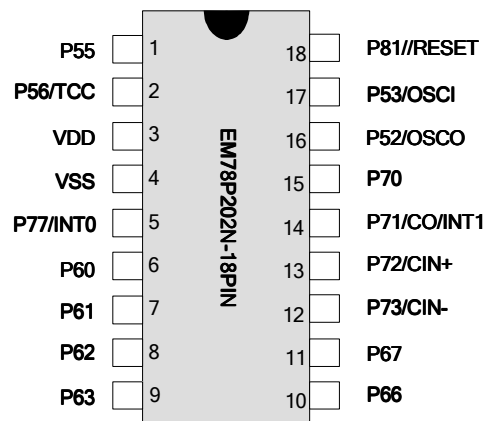 P55 1 18 P81//RESET
P56/TCC 2 17 P53/OSCI
VDD 3 16 P52/OSCO
VSS 4 15 P70
P77/INT0 5 14 P71/CO/INT1
P60 6 13 P72/CIN+
P61 7 12 P73/CIN-
P62 8 11 P67
P63 9 10 P66
EM78P202N-18PIN